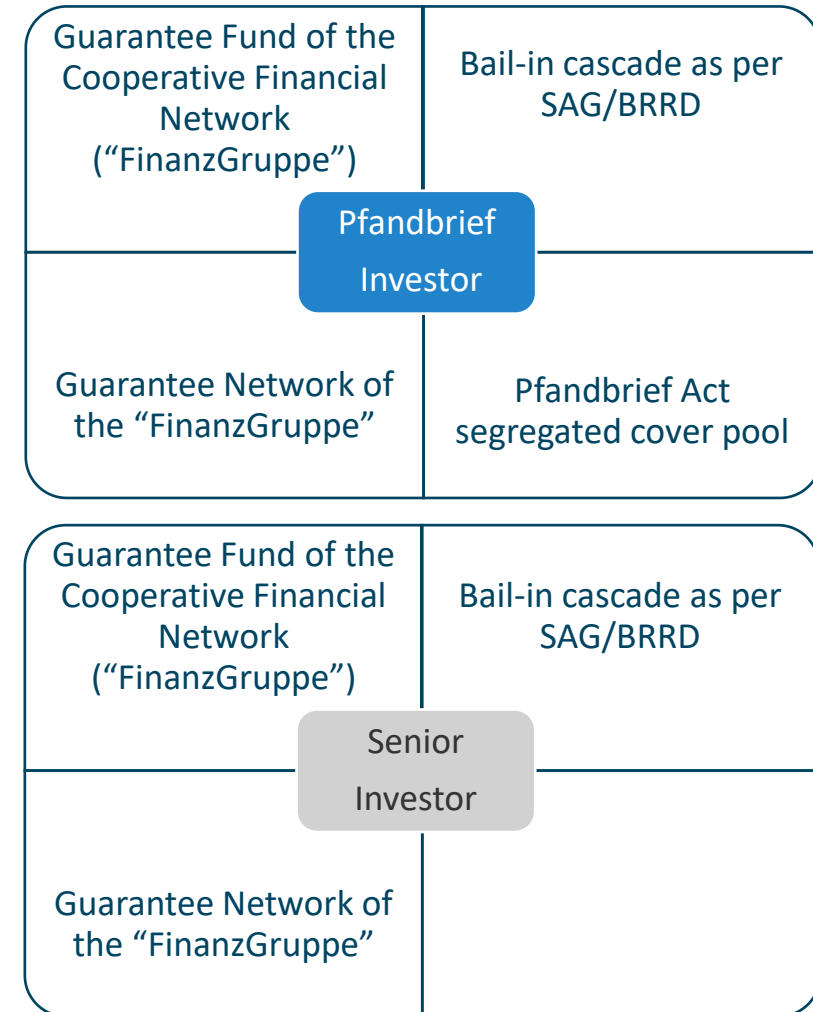 Guarantee Fund of the
Cooperative Financial
Network
(“FinanzGruppe”)
Bail-in cascade as per
SAG/BRRD
Pfandbrief
Investor
Guarantee Network of
the “FinanzGruppe”
Pfandbrief Act
segregated cover pool
Guarantee Fund of the
Cooperative Financial
Network
(“FinanzGruppe”)
Bail-in cascade as per
SAG/BRRD
Senior
Investor
Guarantee Network of
the “FinanzGruppe”